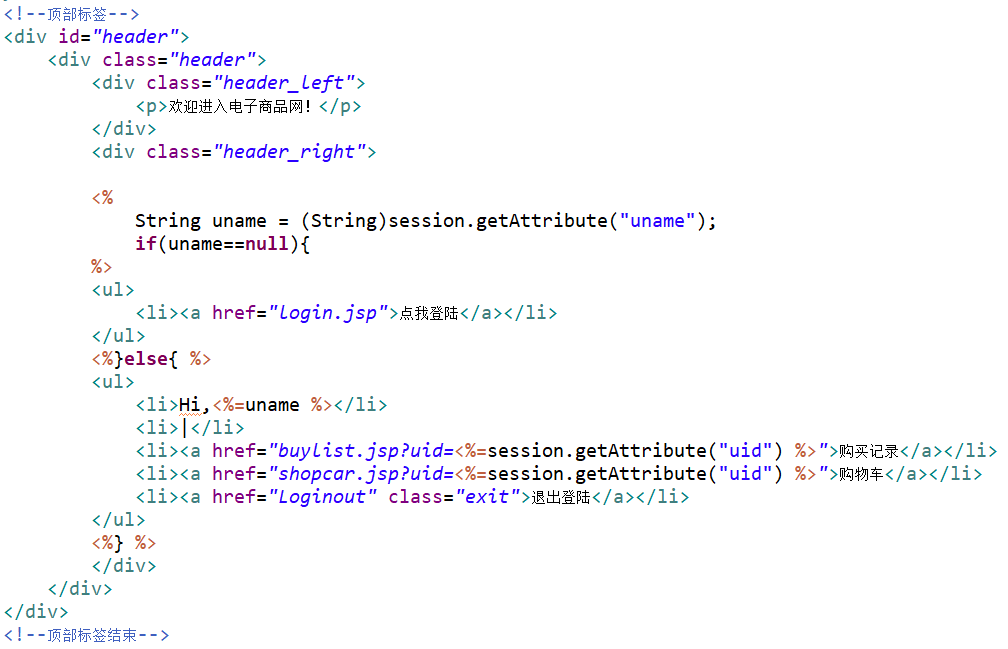 <!--顶部标签-->
<div id="header">
    <div class="header">
        <div class="header_left">
            <p>欢迎进入电子商品网! </p>
        </div>
        <div class="header_right">

        <%
            String uname = (String)session.getAttribute("uname");
            if(uname==null){
        %>
        <ul>
            <li><a href="login.jsp">点我登陆</a></li>
        </ul>
        <%}else{ %>
        <ul>
            <li>Hi,<%=uname %></li>
            <li>|</li>
            <li><a href="buylist.jsp?uid=<%=session.getAttribute("uid") %>">购买记录</a></li>
            <li><a href="shopcar.jsp?uid=<%=session.getAttribute("uid") %>">购物车</a></li>
            <li><a href="Loginout" class="exit">退出登陆</a></li>
        </ul>
        <%} %>
        </div>
    </div>
</div>
<!--顶部标签结束-->